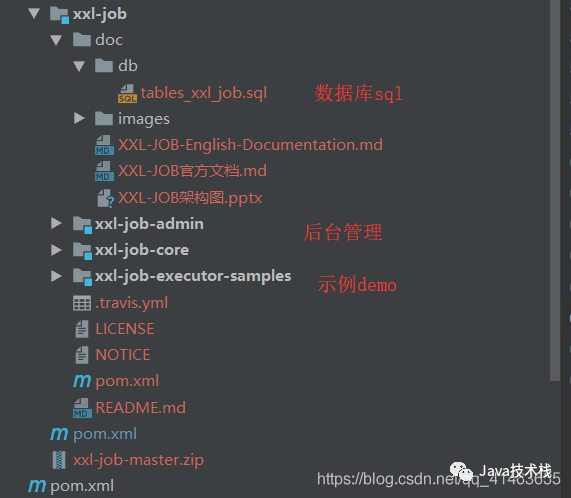 xxl-job
doc
db
tables_xxl_job.sql 数据库sql
images
XXL-JOB-English-Documentation.md
XXL-JOB官方文档.md
XXL-JOB架构图.pptx
xxl-job-admin 后台管理
xxl-job-core
xxl-job-executor-samples 示例demo
.travis.yml
LICENSE
NOTICE
pom.xml
README.md
pom.xml
xxl-job-master.zip
Java技术栈
https://blog.csdn.net/qq_41463655
pom.xml